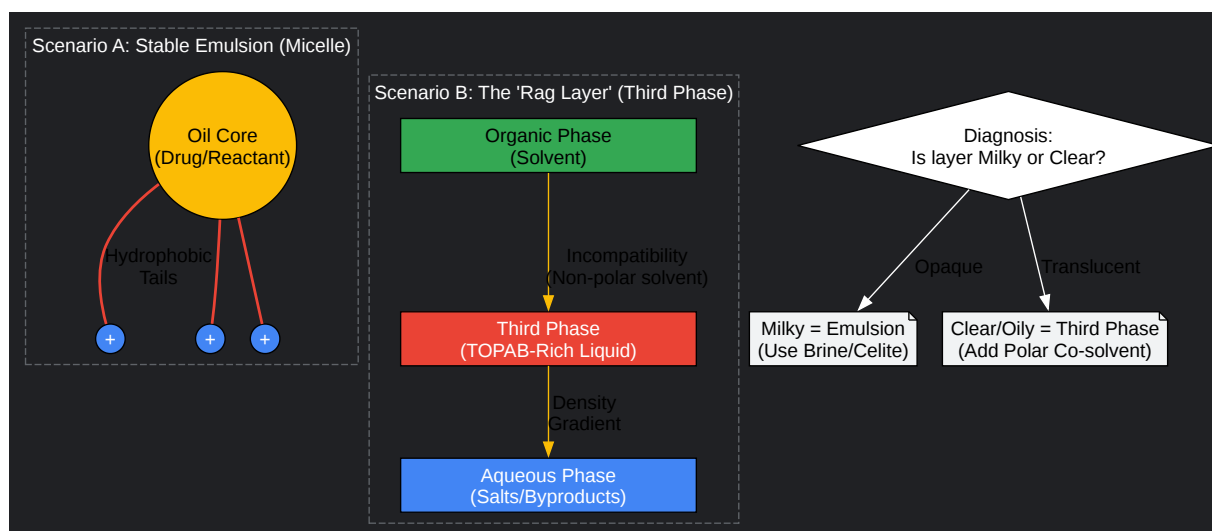 Scenario A: Stable Emulsion (Micelle)
Oil Core
(Drug/Reactant)
Hydrophobic
Tails
+
+
+
Scenario B: The 'Rag Layer' (Third Phase)
Organic Phase
(Solvent)
Incompatibility
(Non-polar solvent)
Third Phase
(TOPAB-Rich Liquid)
Density
Gradient
Aqueous Phase
(Salts/Byproducts)
Diagnosis:
Is layer Milky or Clear?
Opaque
Translucent
Milky = Emulsion
(Use Brine/Celite)
Clear/Oily = Third Phase
(Add Polar Co-solvent)